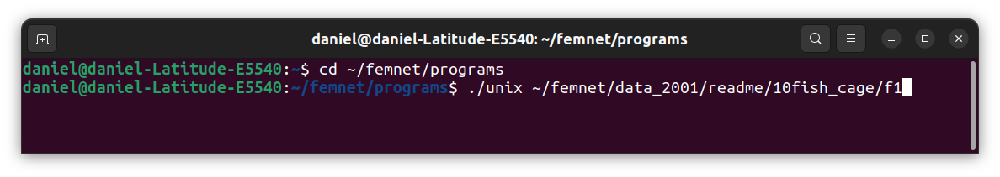 daniel@daniel-Latitude-E5540: ~/femnet/programs
daniel@daniel-Latitude-E5540:~$ cd ~/femnet/programs
daniel@daniel-Latitude-E5540:~/femnet/programs$ ./unix ~/femnet/data_2001/readme/10fish_cage/f1